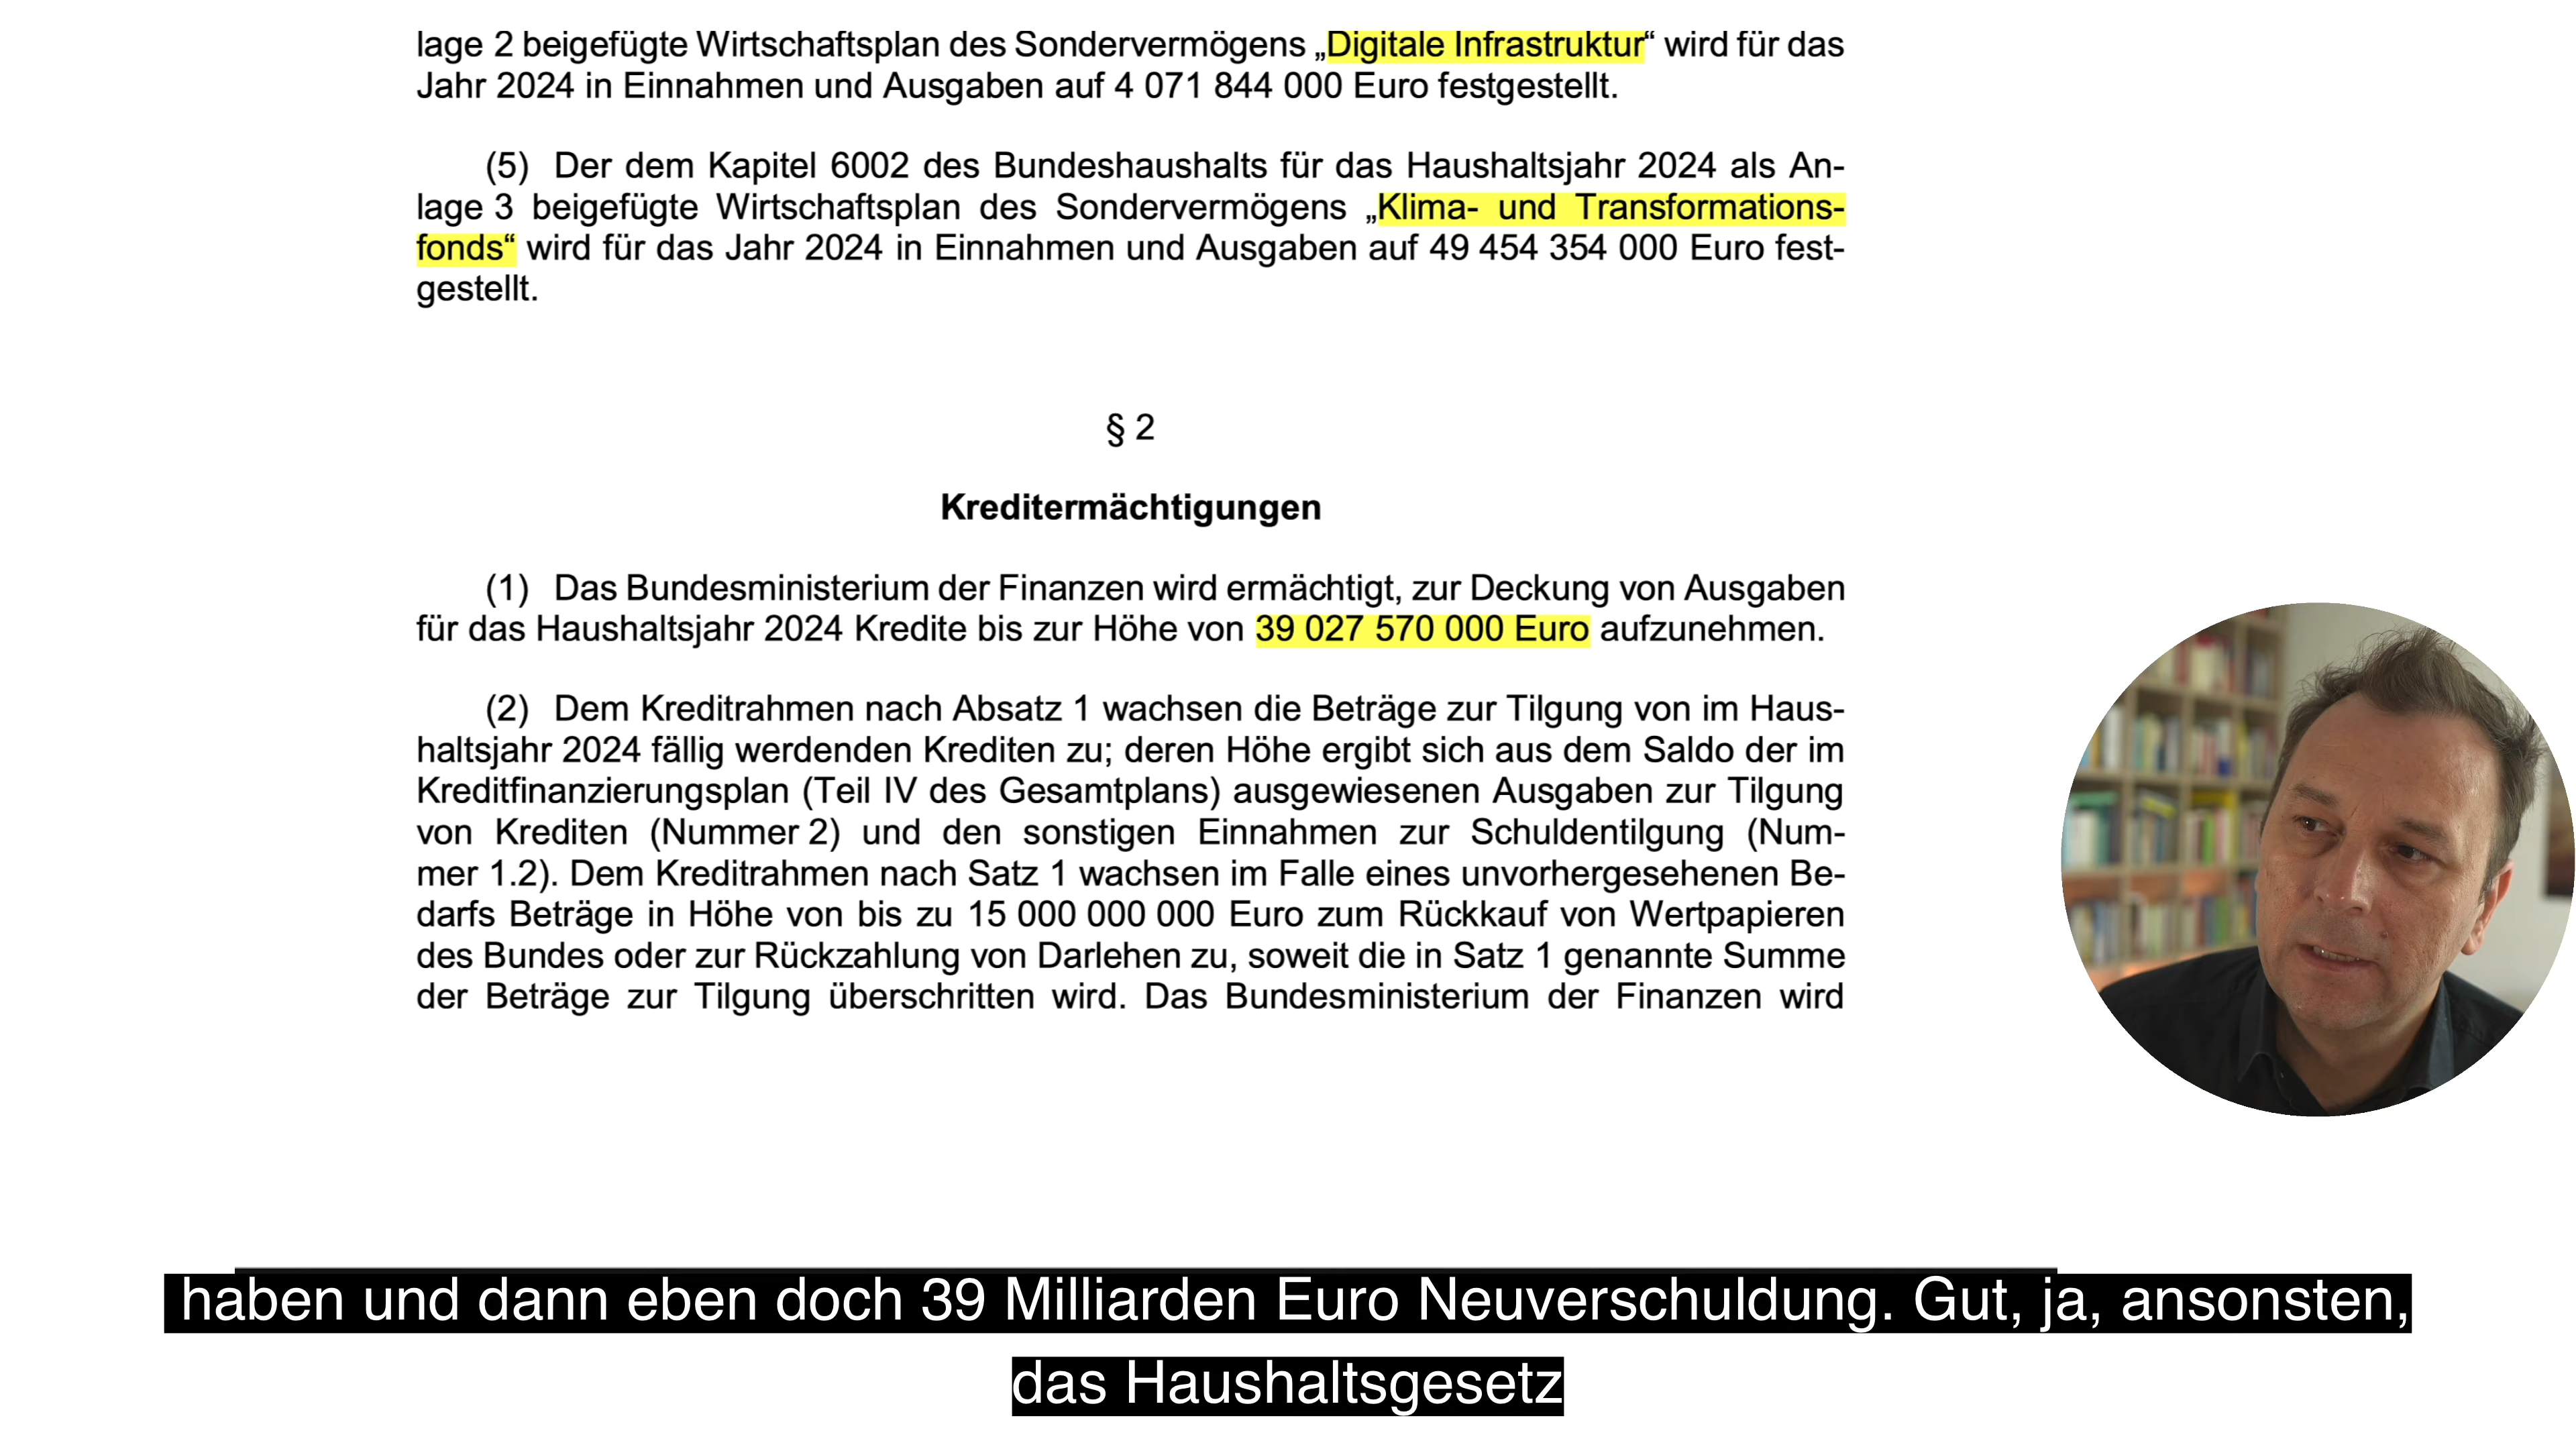 lage 2 beigefügte Wirtschaftsplan des Sondervermögens „Digitale Infrastruktur“ wird für das
Jahr 2024 in Einnahmen und Ausgaben auf 4 071 844 000 Euro festgestellt.
(5) Der dem Kapitel 6002 des Bundeshaushalts für das Haushaltsjahr 2024 als An-
lage 3 beigefügte Wirtschaftsplan des Sondervermögens „Klima- und Transformations-
fonds“ wird für das Jahr 2024 in Einnahmen und Ausgaben auf 49 454 354 000 Euro fest-
gestellt.
§ 2
Kreditermächtigungen
(1) Das Bundesministerium der Finanzen wird ermächtigt, zur Deckung von Ausgaben
für das Haushaltsjahr 2024 Kredite bis zur Höhe von 39 027 570 000 Euro aufzunehmen.
(2) Dem Kreditrahmen nach Absatz 1 wachsen die Beträge zur Tilgung von im Haus-
haltsjahr 2024 fällig werdenden Krediten zu; deren Höhe ergibt sich aus dem Saldo der im
Kreditfinanzierungsplan (Teil IV des Gesamtplans) ausgewiesenen Ausgaben zur Tilgung
von Krediten (Nummer 2) und den sonstigen Einnahmen zur Schuldentilgung (Num-
mer 1.2). Dem Kreditrahmen nach Satz 1 wachsen im Falle eines unvorhergesehenen Be-
darfs Beträge in Höhe von bis zu 15 000 000 000 Euro zum Rückkauf von Wertpapieren
des Bundes oder zur Rückzahlung von Darlehen zu, soweit die in Satz 1 genannte Summe
der Beträge zur Tilgung überschritten wird. Das Bundesministerium der Finanzen wird
haben und dann eben doch 39 Milliarden Euro Neuverschuldung. Gut, ja, ansonsten,
das Haushaltsgesetz